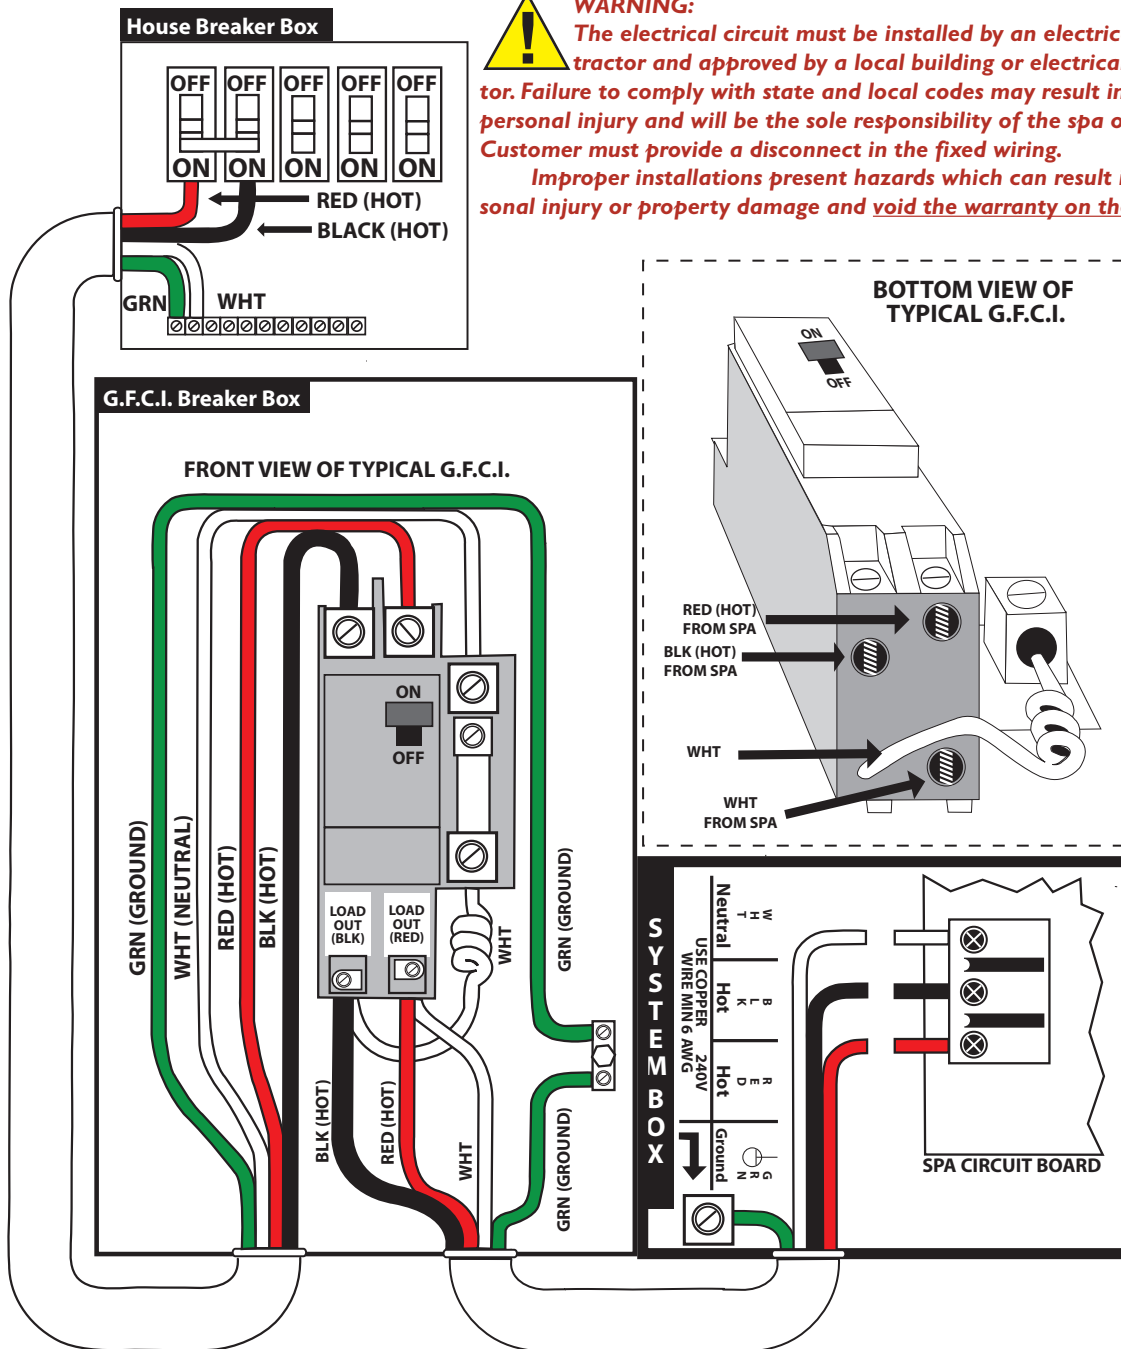 House Breaker Box
WARNING:
The electrical circuit must be installed by an electric
tractor and approved by a local building or electrica
tor. Failure to comply with state and local codes may result in
personal injury and will be the sole responsibility of the spa o
Customer must provide a disconnect in the fixed wiring.
Improper installations present hazards which can result
sonal injury or property damage and void the warranty on th
OFF OFF OFF OFF OFF
ON ON ON ON ON
RED (HOT)
BLACK (HOT)
GRN
WHT
BOTTOM VIEW OF
TYPICAL G.F.C.I.
ON
OFF
RED (HOT)
FROM SPA
BLK (HOT)
FROM SPA
WHT
WHT
FROM SPA
G.F.C.I. Breaker Box
FRONT VIEW OF TYPICAL G.F.C.I.
ON
OFF
GRN (GROUND)
WHT (NEUTRAL)
RED (HOT)
BLK (HOT)
LOAD
OUT
(BLK)
LOAD
OUT
(RED)
WHT
GRN (GROUND)
BLK (HOT)
RED (HOT)
WHT
GRN (GROUND)
SYSTEM BOX
Neutral
WHT
Hot
BLK
Hot
RED
Ground
GRN
USE COPPER 240V
WIRE MIN 6 AWG
SPA CIRCUIT BOARD